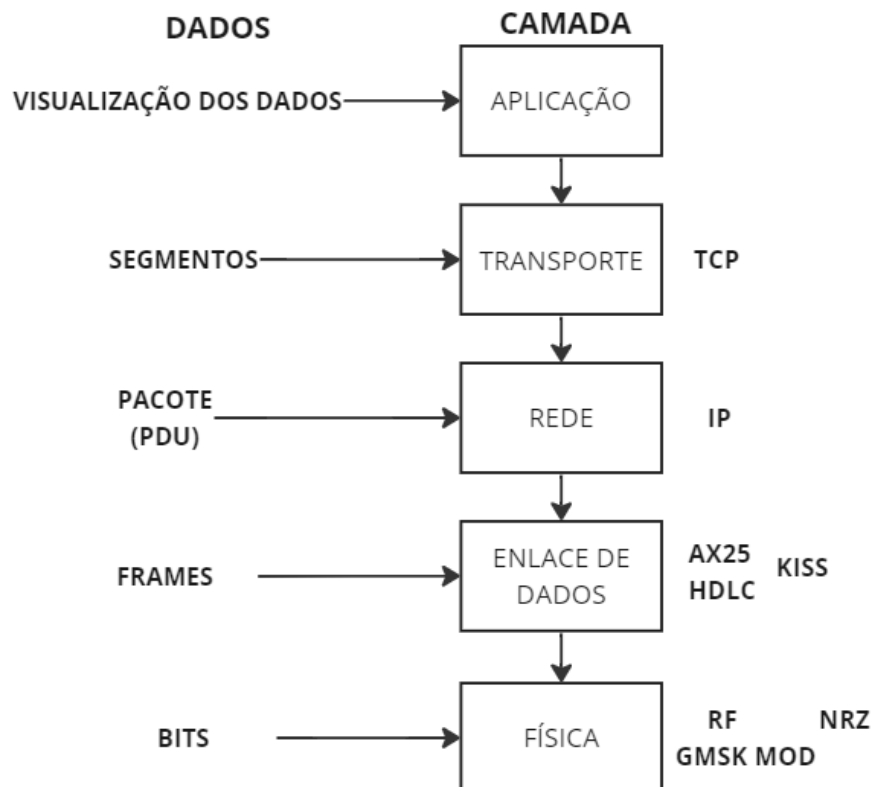 DADOS
CAMADA
VISUALIZAÇÃO DOS DADOS
APLICAÇÃO
SEGMENTOS
TRANSPORTE
TCP
PACOTE
(PDU)
REDE
IP
FRAMES
ENLACE DE
DADOS
AX25
HDLC
KISS
BITS
FÍSICA
RF
NRZ
GMSK MOD